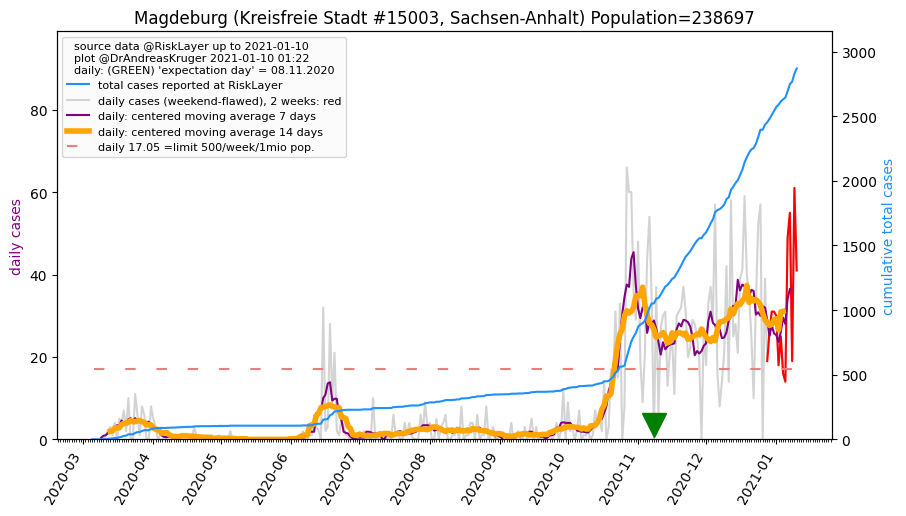 Magdeburg (Kreisfreie Stadt #15003, Sachsen-Anhalt) Population=238697
source data @RiskLayer up to 2021-01-10
plot @DrAndreasKruger 2021-01-10 01:22
daily: (GREEN) 'expectation day' = 08.11.2020
total cases reported at RiskLayer
daily cases (weekend-flawed), 2 weeks: red
daily: centered moving average 7 days
daily: centered moving average 14 days
daily 17.05 =limit 500/week/1mio pop.
daily cases
80
60
40
20
0
cumulative total cases
3000
2500
2000
1500
1000
500
0
2020-03
2020-04
2020-05
2020-06
2020-07
2020-08
2020-09
2020-10
2020-11
2020-12
2021-01